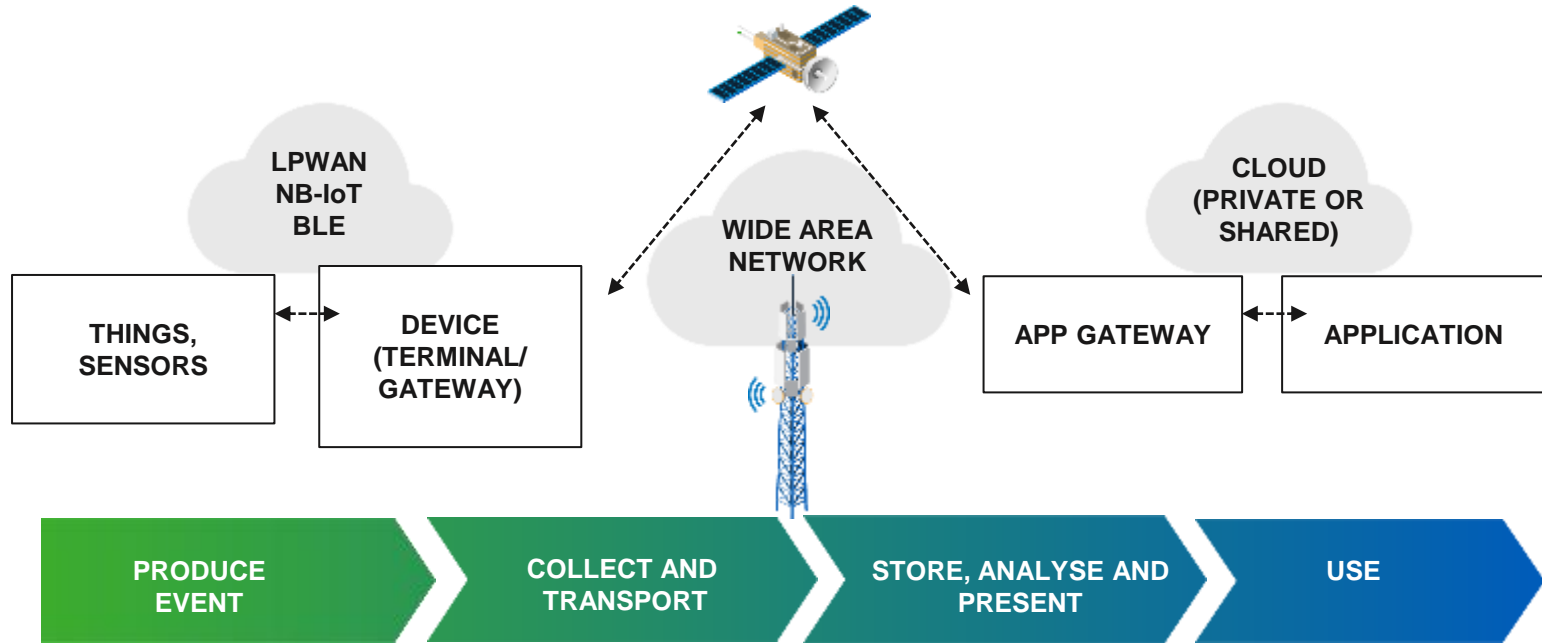 LPWAN
NB-IoT
BLE
WIDE AREA
NETWORK
CLOUD
(PRIVATE OR
SHARED)
THINGS,
SENSORS
DEVICE
(TERMINAL/
GATEWAY)
APP GATEWAY
APPLICATION
PRODUCE
EVENT
COLLECT AND
TRANSPORT
STORE, ANALYSE AND
PRESENT
USE